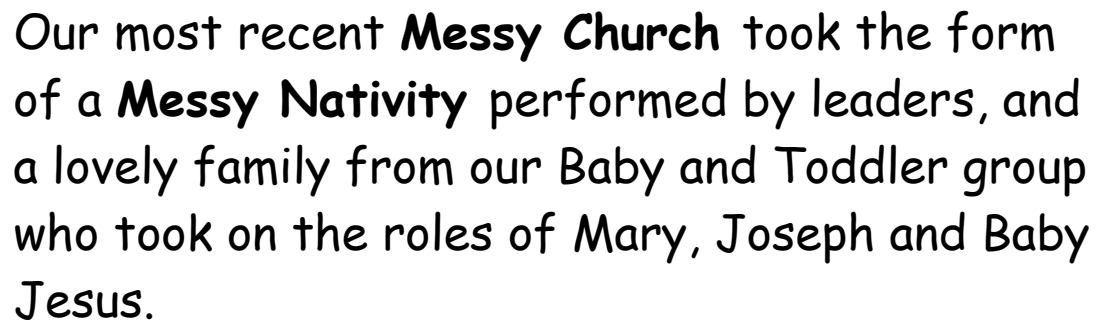 Our most recent Messy Church took the form
of a Messy Nativity performed by leaders, and
a lovely family from our Baby and Toddler group
who took on the roles of Mary, Joseph and Baby
Jesus.